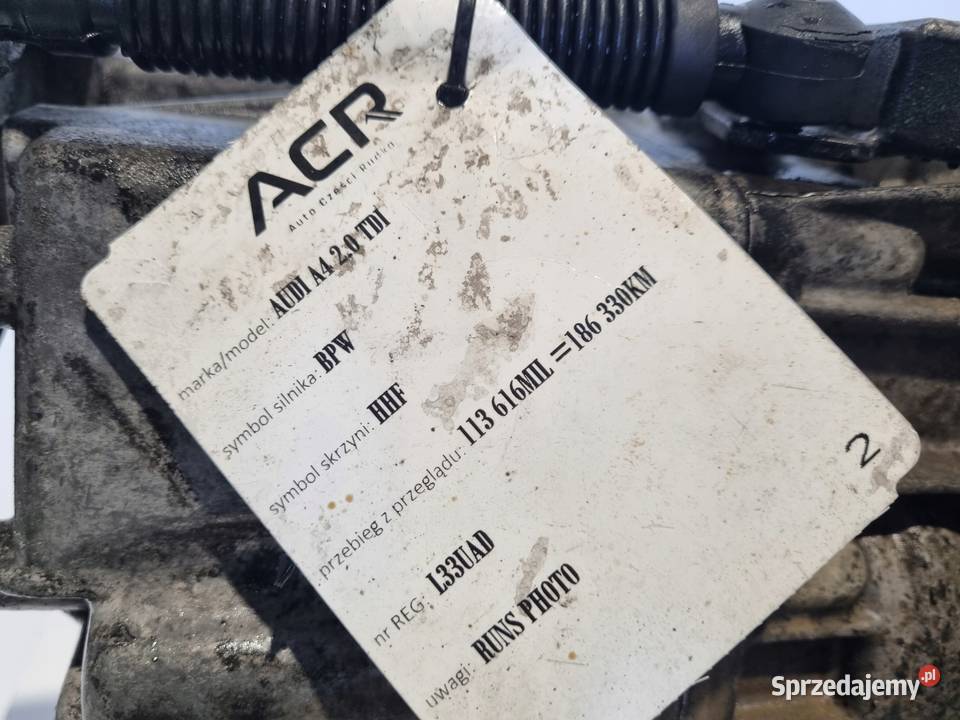 ACR
Auto Części Rudka
marka/model: AUDI A4 2.0 TDI
symbol silnika: BPW
symbol skrzyni: HHF
przebieg z przeglądu: 113 616MIL =186 330KM
nr REG: L33UAD
uwagi: RUNS PHOTO
2
Sprzedajemy.pl